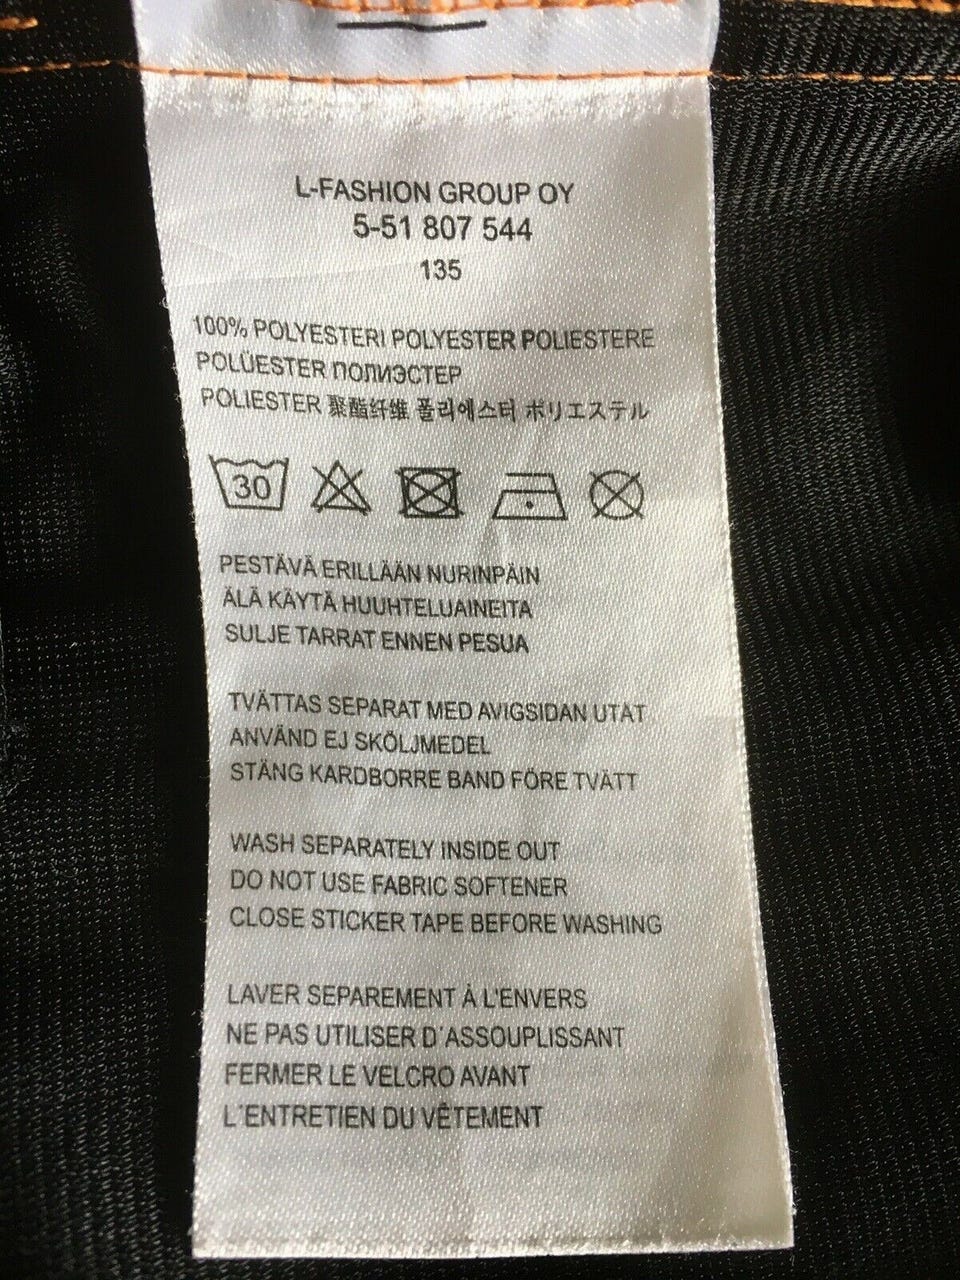 L-FASHION GROUP OY
5-51 807 544
135
100% POLYESTERI POLYESTER POLIESTERE
POLÜESTER ПОЛИЭСТЕР
POLIESTER 聚酯纤维 폴리에스터 ポリエステル
30
PESTÄVÄ ERILLÄÄN NURINPÄIN
ÄLÄ KÄYTÄ HUUHTELUAINEITA
SULJE TARRAT ENNEN PESUA
TVÄTTAS SEPARAT MED AVIGSIDAN UTÅT
ANVÄND EJ SKÖLJMEDEL
STÄNG KARDBORRE BAND FÖRE TVÄTT
WASH SEPARATELY INSIDE OUT
DO NOT USE FABRIC SOFTENER
CLOSE STICKER TAPE BEFORE WASHING
LAVER SEPAREMENT À L'ENVERS
NE PAS UTILISER D'ASSOUPLISSANT
FERMER LE VELCRO AVANT
L'ENTRETIEN DU VÊTEMENT